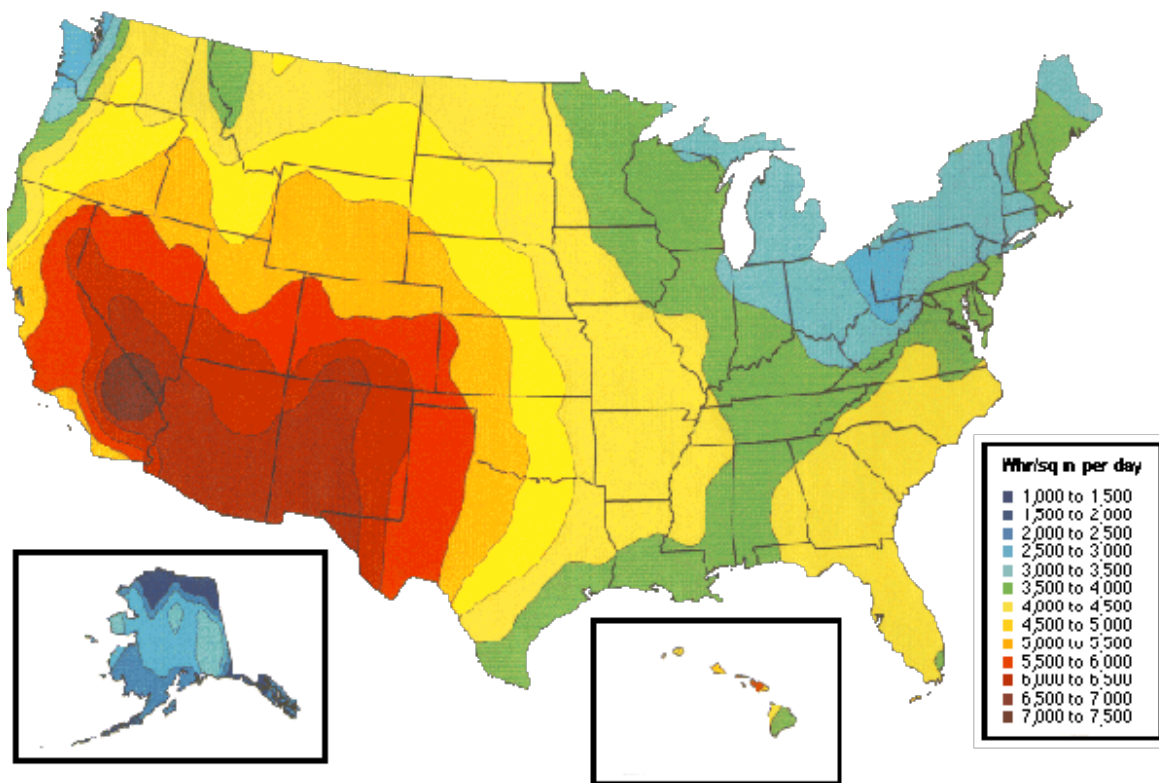 Whr/sq m per day
1,000 to 1,500
1,500 to 2,000
2,000 to 2,500
2,500 to 3,000
3,000 to 3,500
3,500 to 4,000
4,000 to 4,500
4,500 to 5,000
5,000 to 5,500
5,500 to 6,000
6,000 to 6,500
6,500 to 7,000
7,000 to 7,500